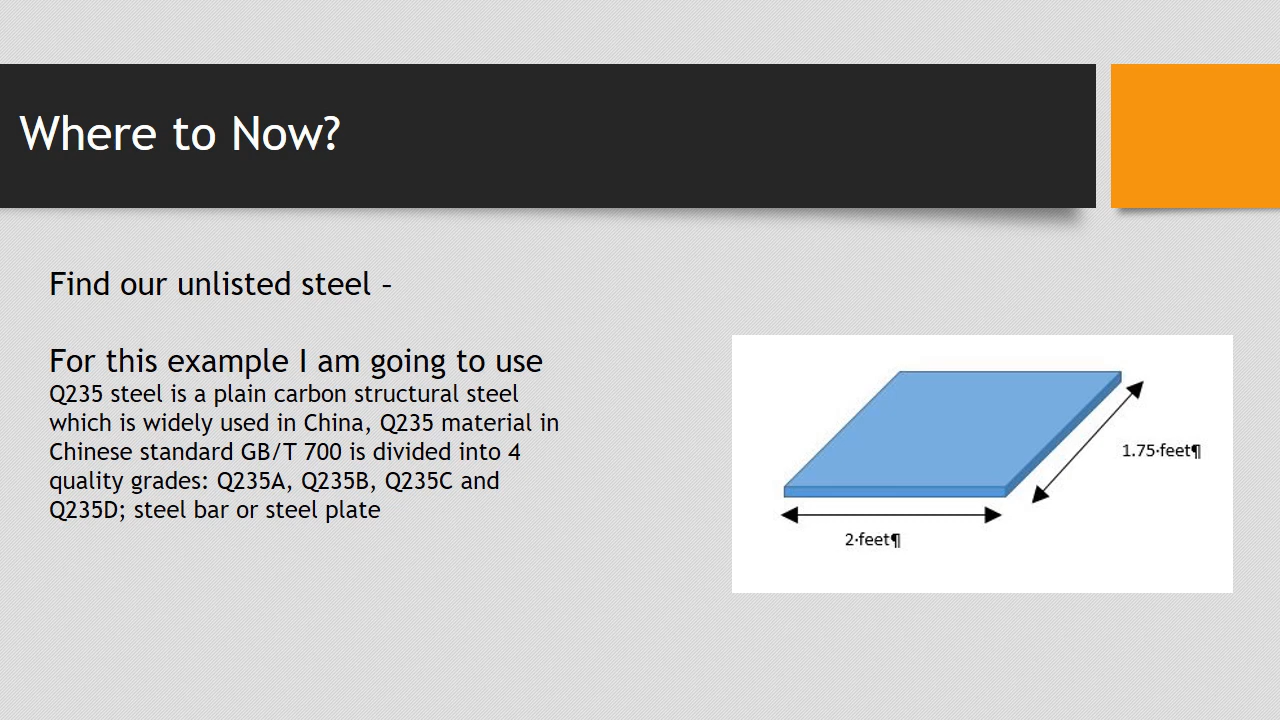 Where to Now?
Find our unlisted steel –
For this example I am going to use
Q235 steel is a plain carbon structural steel
which is widely used in China, Q235 material in
Chinese standard GB/T 700 is divided into 4
quality grades: Q235A, Q235B, Q235C and
Q235D; steel bar or steel plate
1.75·feet¶
2·feet¶